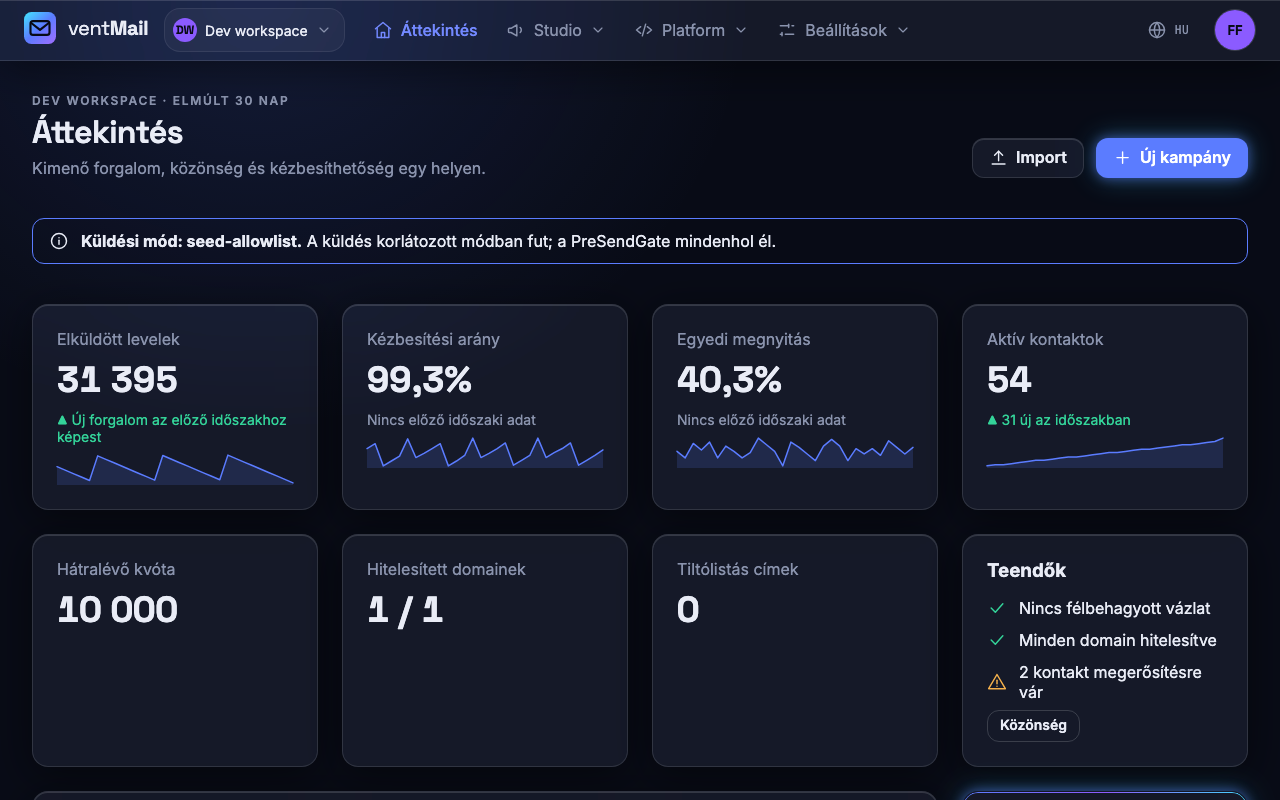 ventMail
DW Dev workspace
Áttekintés
Studio
Platform
Beállítások
HU
FF
DEV WORKSPACE · ELMÚLT 30 NAP
Áttekintés
Kimenő forgalom, közönség és kézbesíthetőség egy helyen.
Import
Új kampány
Küldési mód: seed-allowlist. A küldés korlátozott módban fut; a PreSendGate mindenhol él.
Elküldött levelek
31 395
▲ Új forgalom az előző időszakhoz
képest
Kézbesítési arány
99,3%
Nincs előző időszaki adat
Egyedi megnyitás
40,3%
Nincs előző időszaki adat
Aktív kontaktok
54
▲ 31 új az időszakban
Hátralévő kvóta
10 000
Hitelesített domainek
1 / 1
Tiltólistás címek
0
Teendők
Nincs félbehagyott vázlat
Minden domain hitelesítve
2 kontakt megerősítésre
vár
Közönség